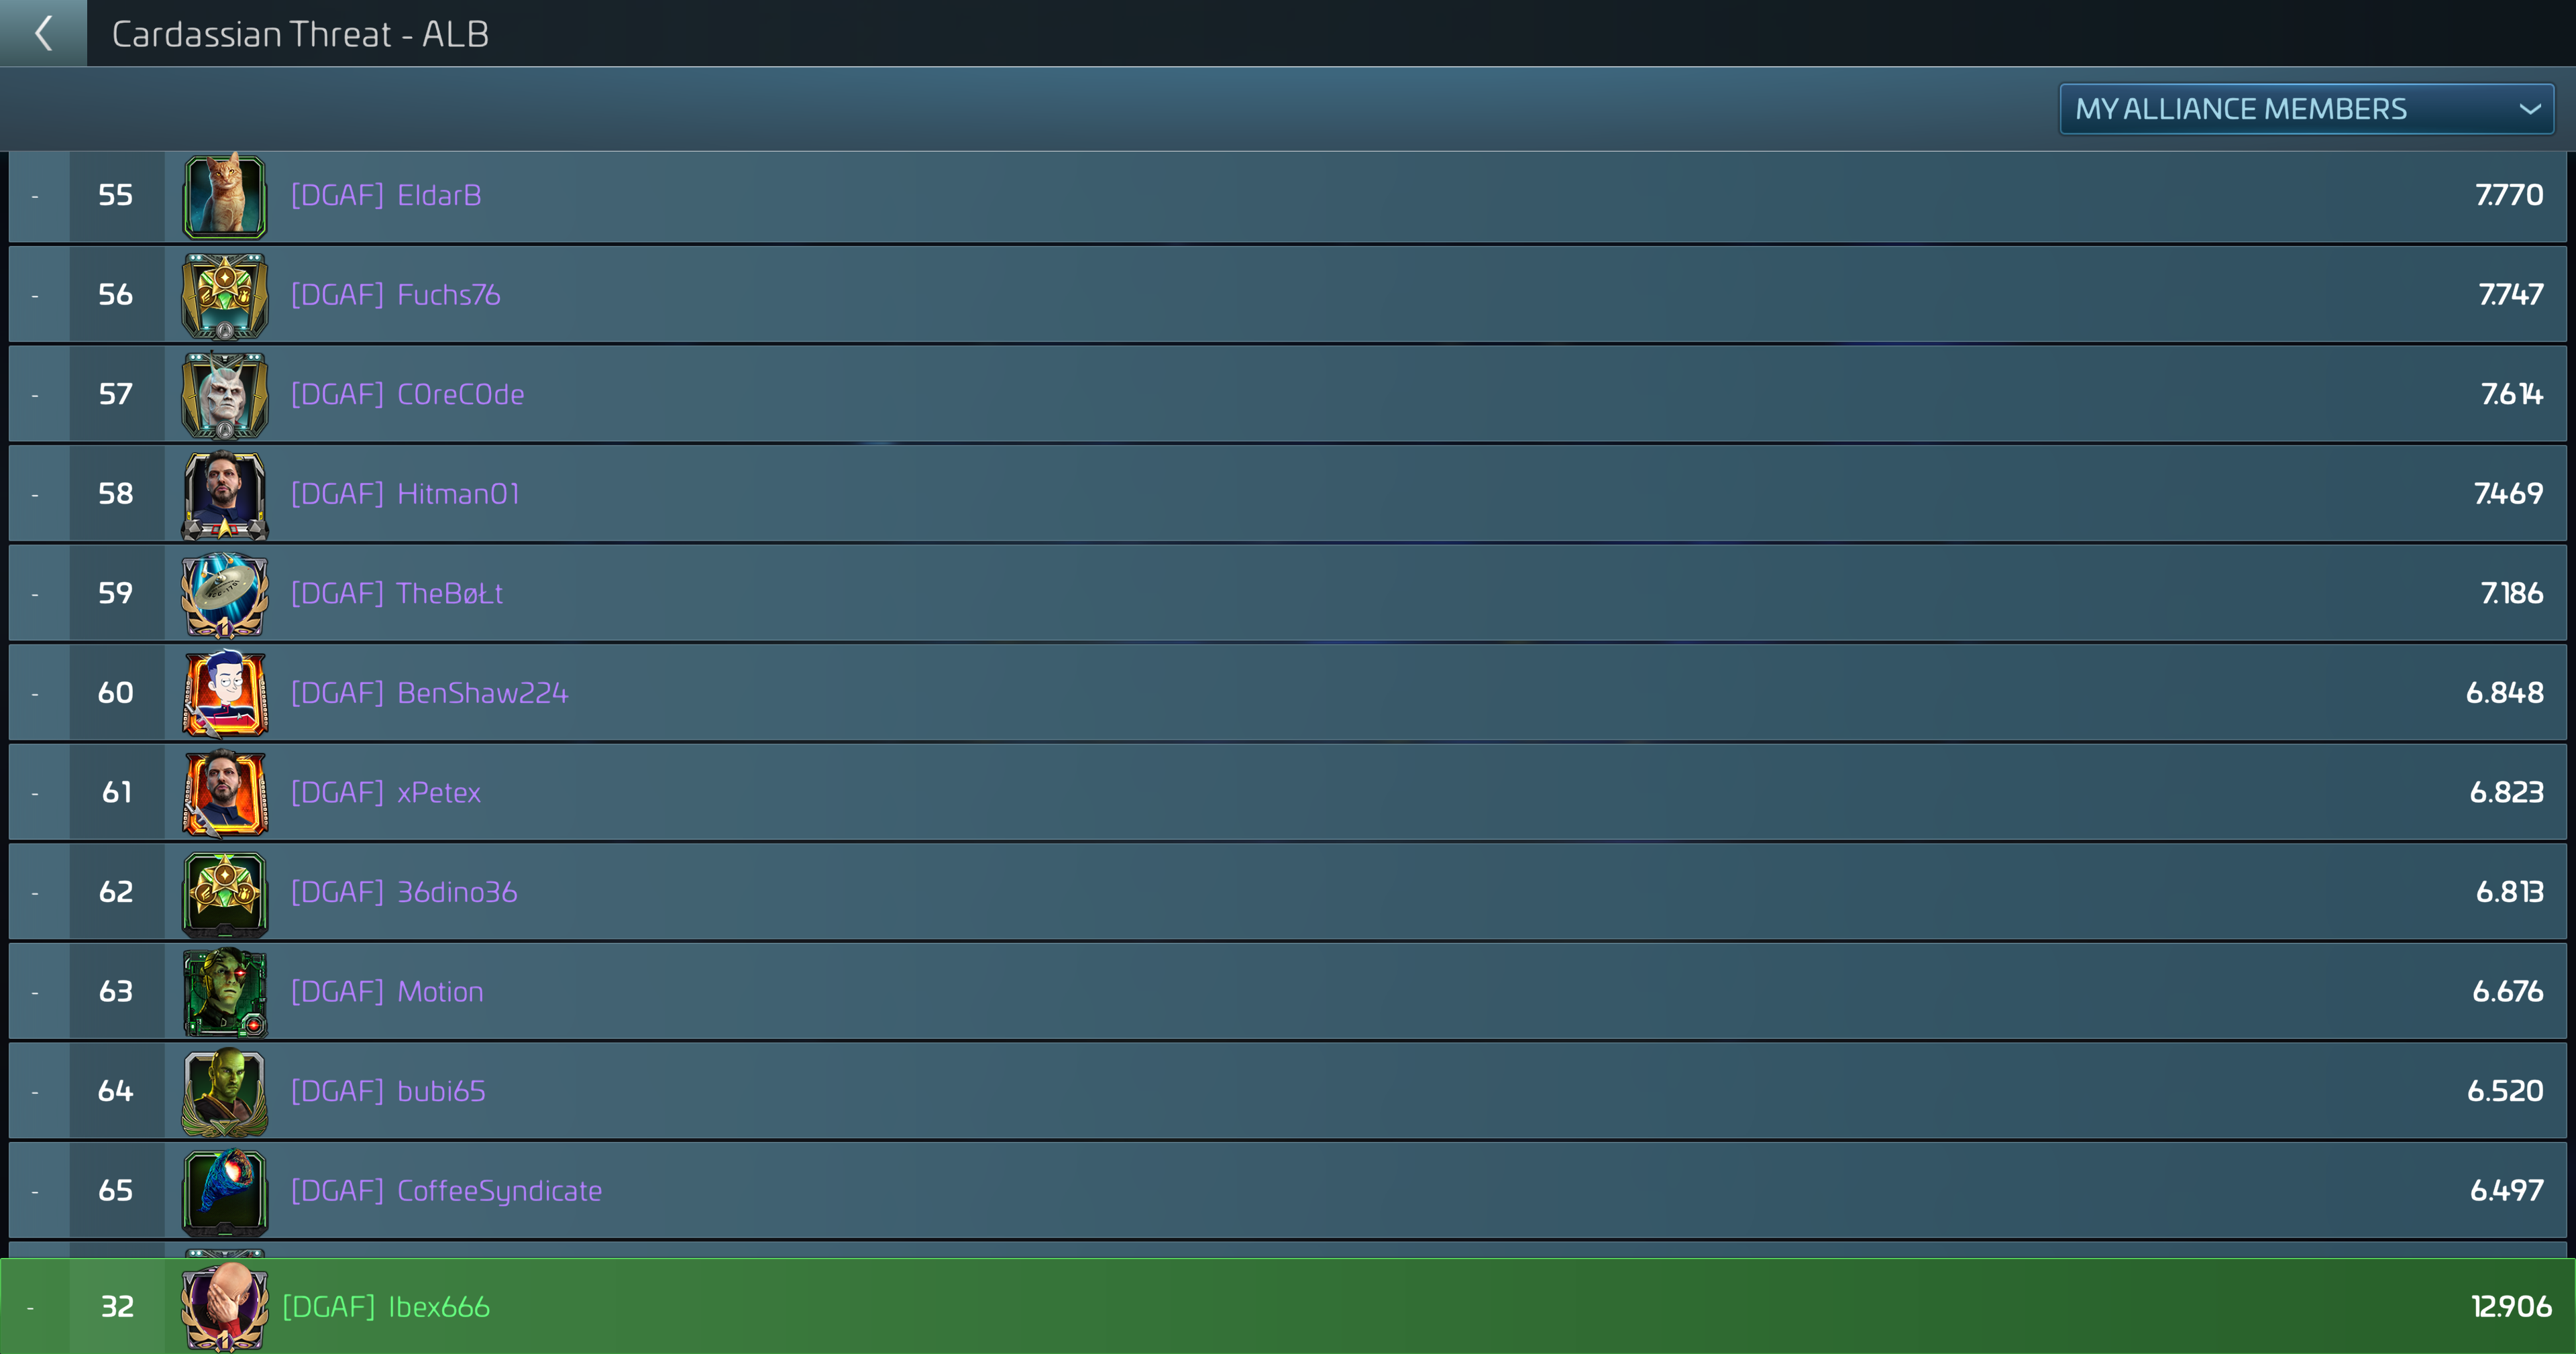 Cardassian Threat - ALB
MY ALLIANCE MEMBERS
- 55 [DGAF] EldarB 7.770
- 56 [DGAF] Fuchs76 7.747
- 57 [DGAF] C0reC0de 7.614
- 58 [DGAF] Hitman01 7.469
- 59 [DGAF] TheBøŁt 7.186
- 60 [DGAF] BenShaw224 6.848
- 61 [DGAF] xPetex 6.823
- 62 [DGAF] 36dino36 6.813
- 63 [DGAF] Motion 6.676
- 64 [DGAF] bubi65 6.520
- 65 [DGAF] CoffeeSyndicate 6.497
- 32 [DGAF] Ibex666 12.906